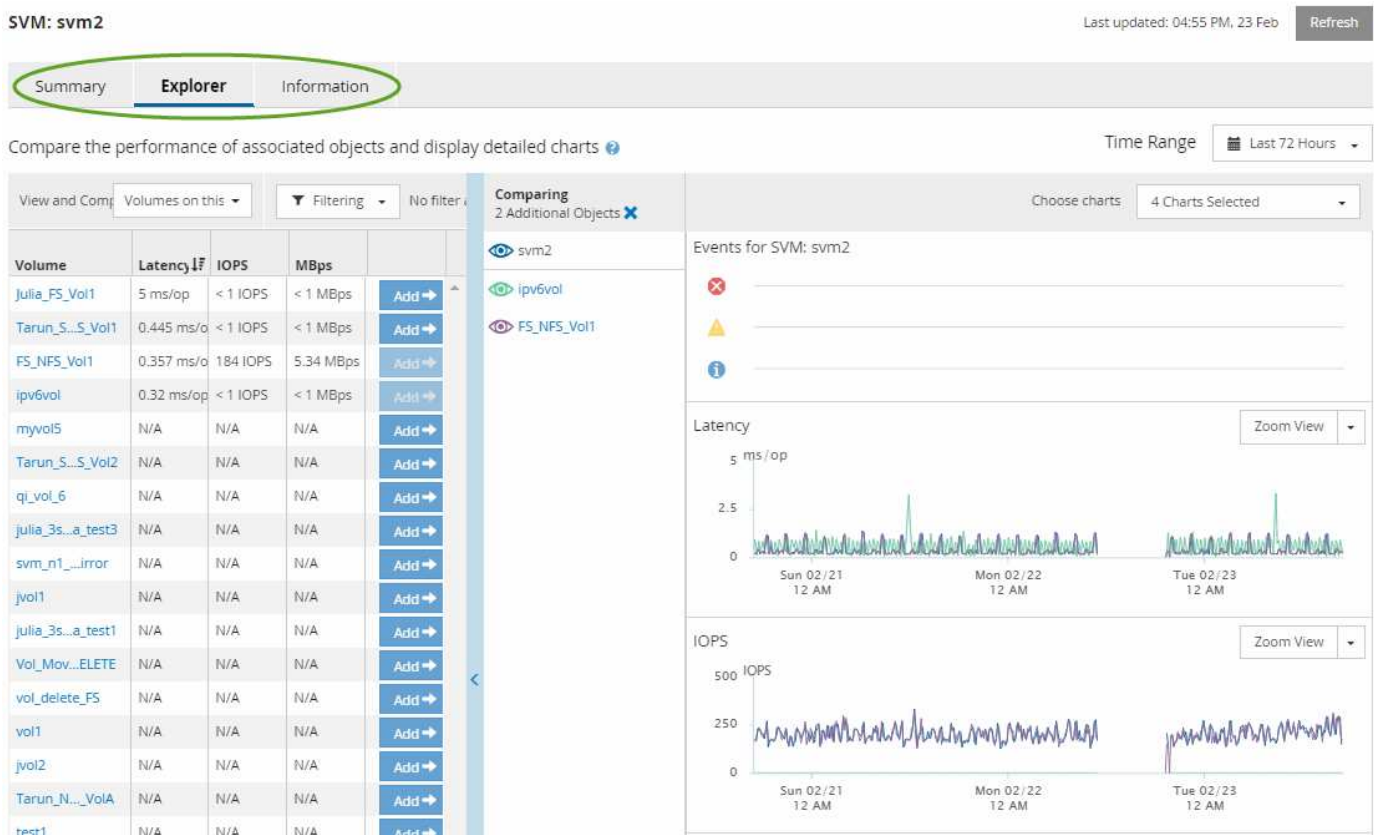 SVM: svm2
Last updated: 04:55 PM, 23 Feb
Refresh
Summary Explorer Information
Compare the performance of associated objects and display detailed charts ?
Time Range Last 72 Hours
View and Comp Volumes on this Filtering No filter
Comparing
2 Additional Objects
Choose charts 4 Charts Selected
Volume Latency IOPS MBps
Julia_FS_Vol1 5 ms/op < 1 IOPS < 1 MBps Add
Tarun_S...S_Vol1 0.445 ms/o < 1 IOPS < 1 MBps Add
FS_NFS_Vol1 0.357 ms/o 184 IOPS 5.34 MBps Add
ipv6vol 0.32 ms/op < 1 IOPS < 1 MBps Add
myvol5 N/A N/A N/A Add
Tarun_S...S_Vol2 N/A N/A N/A Add
qi_vol_6 N/A N/A N/A Add
julia_3s...a_test3 N/A N/A N/A Add
svm_n1_...irror N/A N/A N/A Add
jvol1 N/A N/A N/A Add
julia_3s...a_test1 N/A N/A N/A Add
Vol_Mov...ELETE N/A N/A N/A Add
vol_delete_FS N/A N/A N/A Add
vol1 N/A N/A N/A Add
jvol2 N/A N/A N/A Add
Tarun_N..._VolA N/A N/A N/A Add
test1 N/A N/A N/A Add
svm2
ipv6vol
FS_NFS_Vol1
Events for SVM: svm2
Latency
Zoom View
5 ms/op
2.5
0
Sun 02/21 Mon 02/22 Tue 02/23
12 AM 12 AM 12 AM
IOPS
Zoom View
500 IOPS
250
0
Sun 02/21 Mon 02/22 Tue 02/23
12 AM 12 AM 12 AM